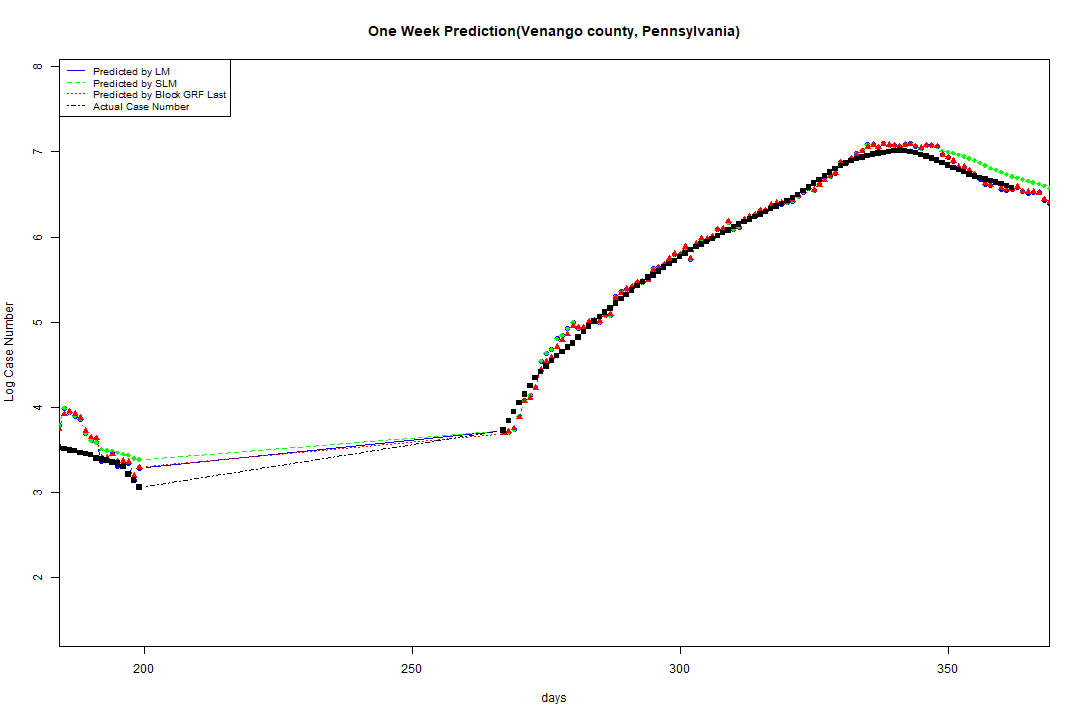 One Week Prediction(Venango county, Pennsylvania)
Predicted by LM
Predicted by SLM
Predicted by Block GRF Last
Actual Case Number
8
7
6
5
4
3
2
Log Case Number
200 250 300 350
days